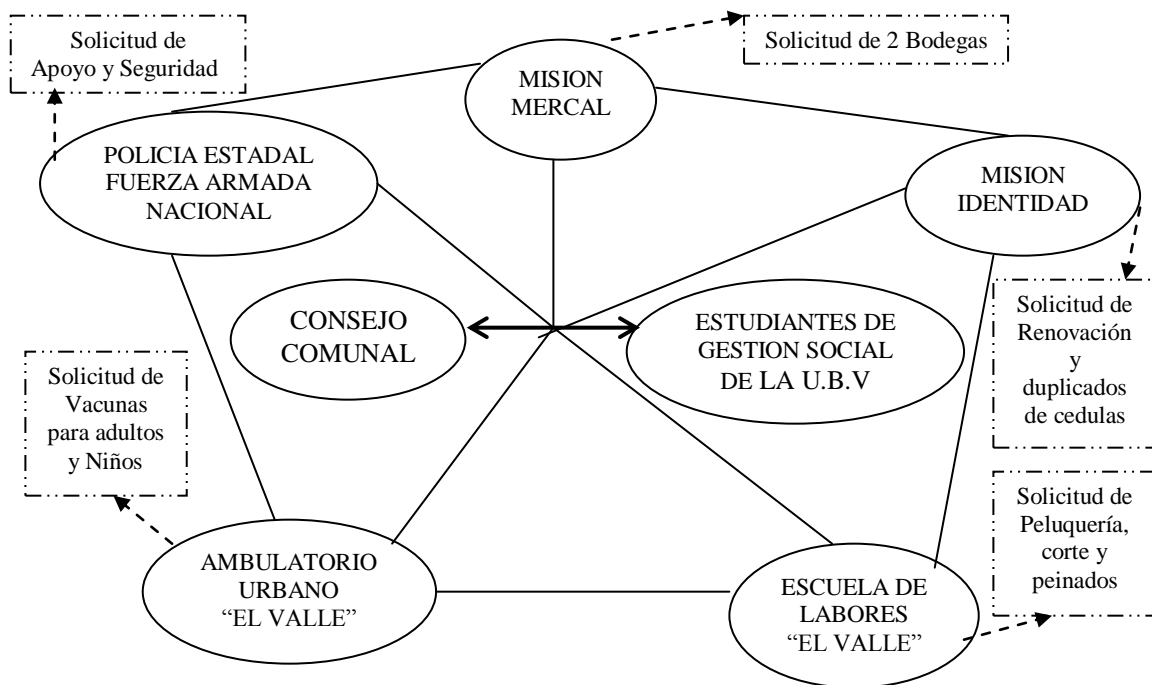 Solicitud de
Apoyo y Seguridad
Solicitud de 2 Bodegas
MISION
MERCAL
POLICIA ESTADAL
FUERZA ARMADA
NACIONAL
MISION
IDENTIDAD
CONSEJO
COMUNAL
ESTUDIANTES DE
GESTION SOCIAL
DE LA U.B.V
Solicitud de
Renovación
y
duplicados
de cedulas
Solicitud de
Vacunas
para adultos
y Niños
Solicitud de
Peluquería,
corte y
peinados
AMBULATORIO
URBANO
“EL VALLE”
ESCUELA DE
LABORES
“EL VALLE”